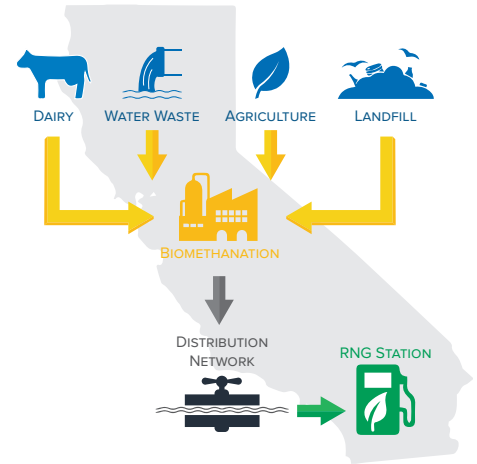 DAIRY
WATER WASTE
AGRICULTURE
LANDFILL
BIOMETHANATION
DISTRIBUTION
NETWORK
RNG STATION